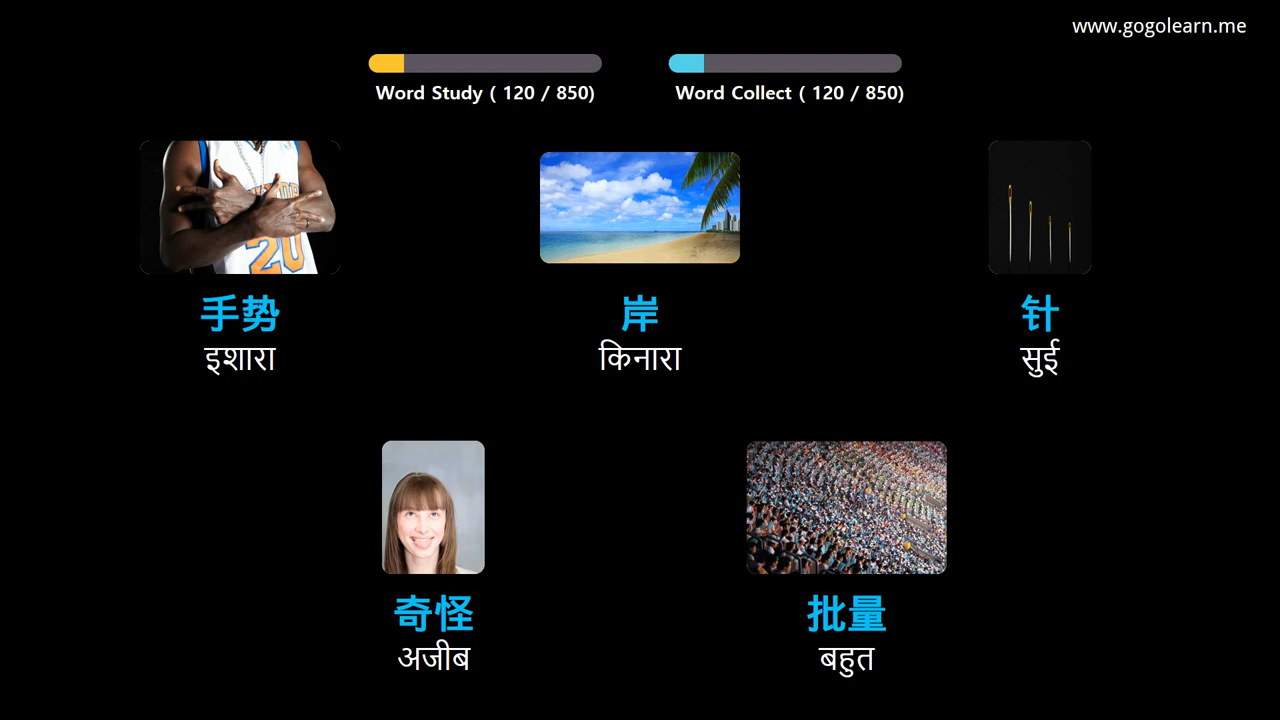 www.gogolearn.me
Word Study ( 120 / 850)
Word Collect ( 120 / 850)
20
手势
इशारा
岸
किनारा
针
सुई
奇怪
अजीब
批量
बहुत